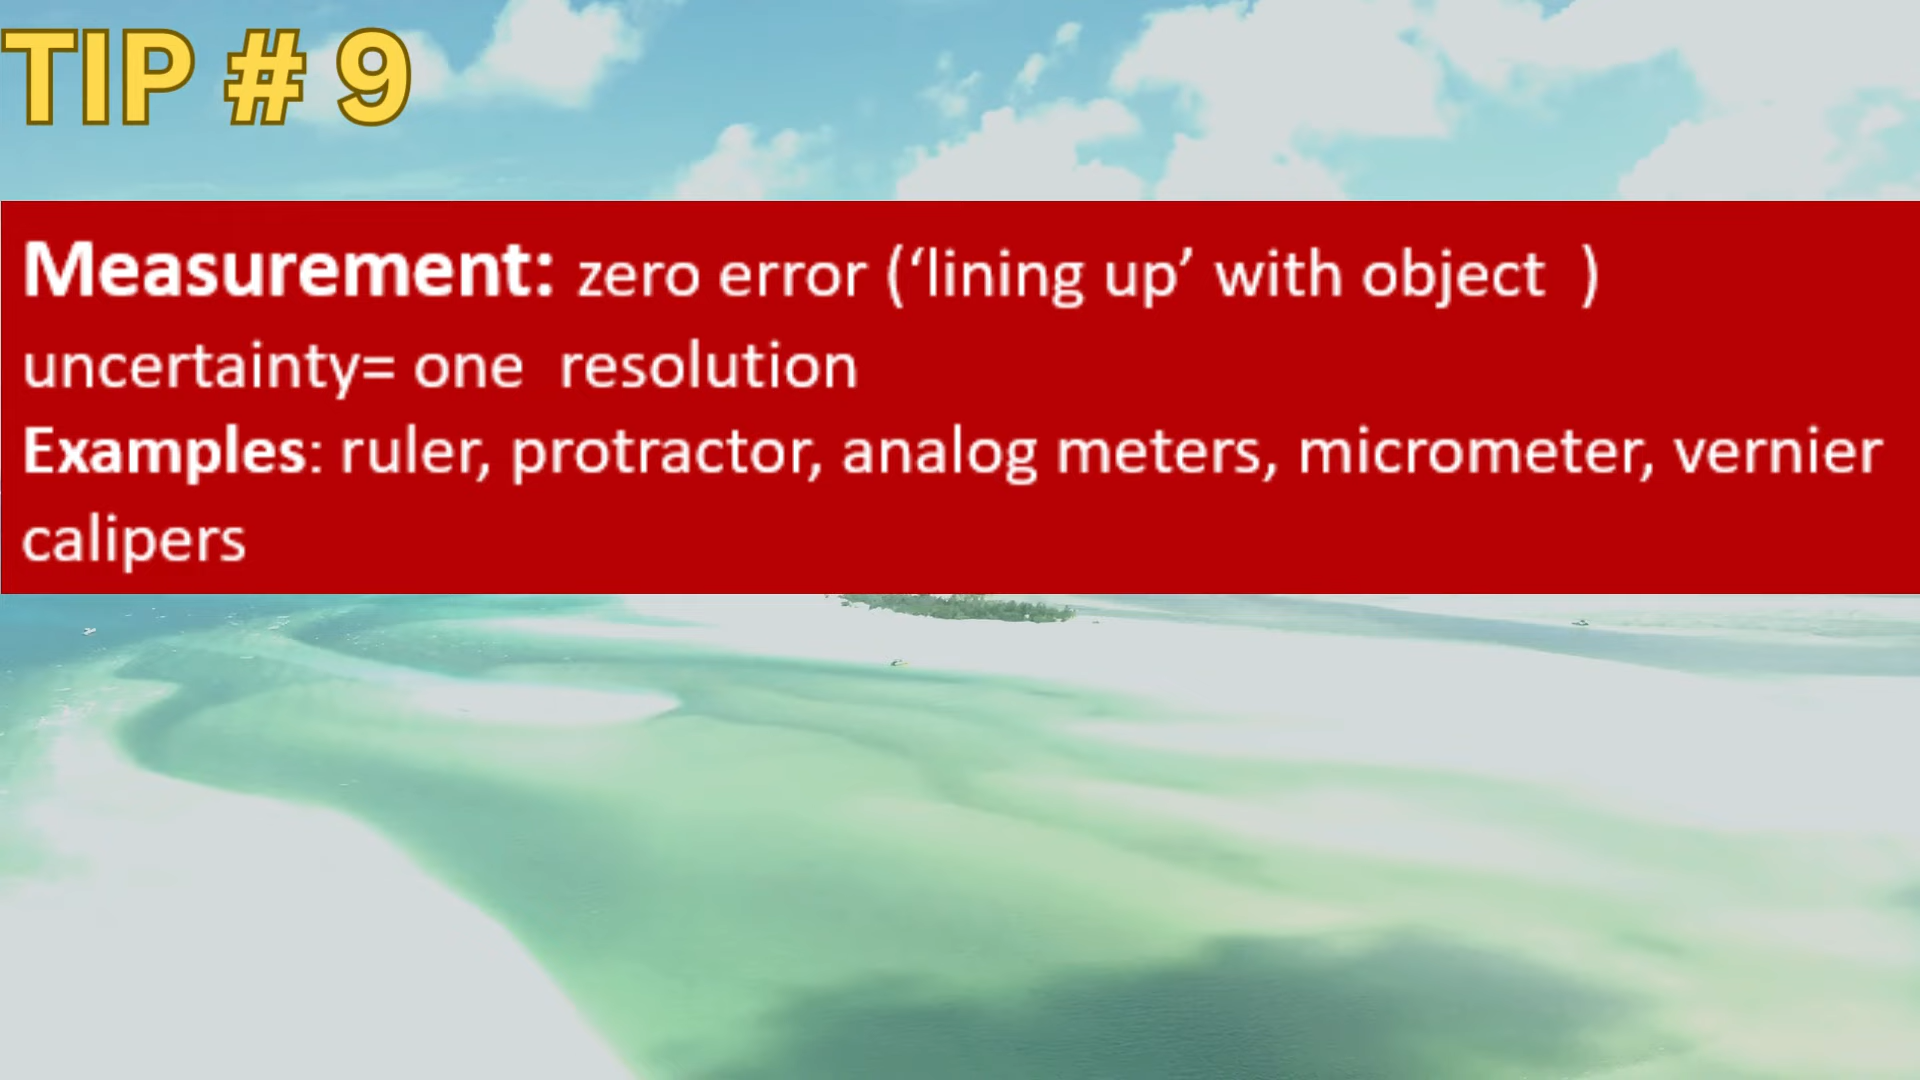 TIP # 9
Measurement: zero error (‘lining up’ with object )
uncertainty= one resolution
Examples: ruler, protractor, analog meters, micrometer, vernier
calipers